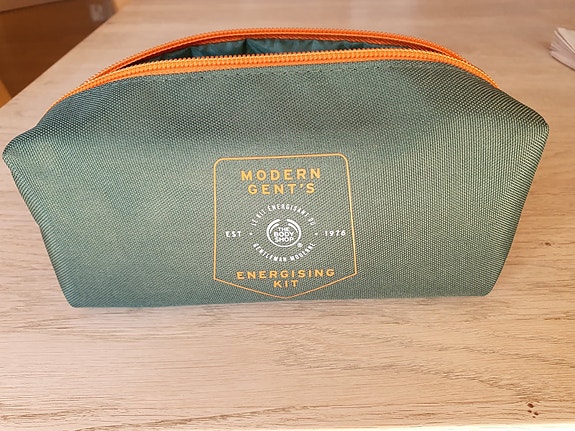 MODERN
GENT'S
LE KIT ÉNERGISANT DU
EST • • 1976
THE
BODY
SHOP
®
GENTLEMAN MODERNE
ENERGISING
KIT